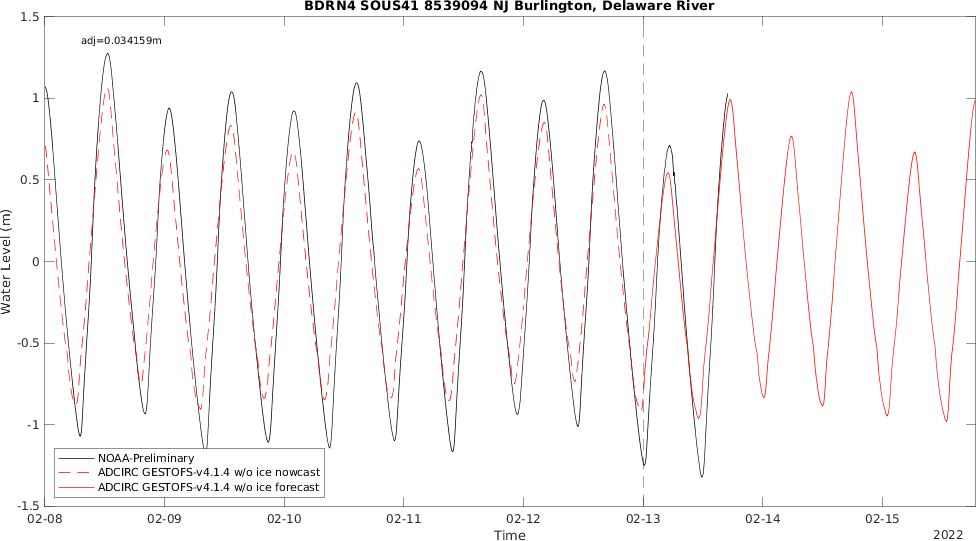 BDRN4 SOUS41 8539094 NJ Burlington, Delaware River
adj=0.034159m
1.5
1
0.5
0
-0.5
-1
-1.5
Water Level (m)
NOAA-Preliminary
ADCIRC GESTOFS-v4.1.4 w/o ice nowcast
ADCIRC GESTOFS-v4.1.4 w/o ice forecast
02-08 02-09 02-10 02-11 02-12 02-13 02-14 02-15
Time
2022